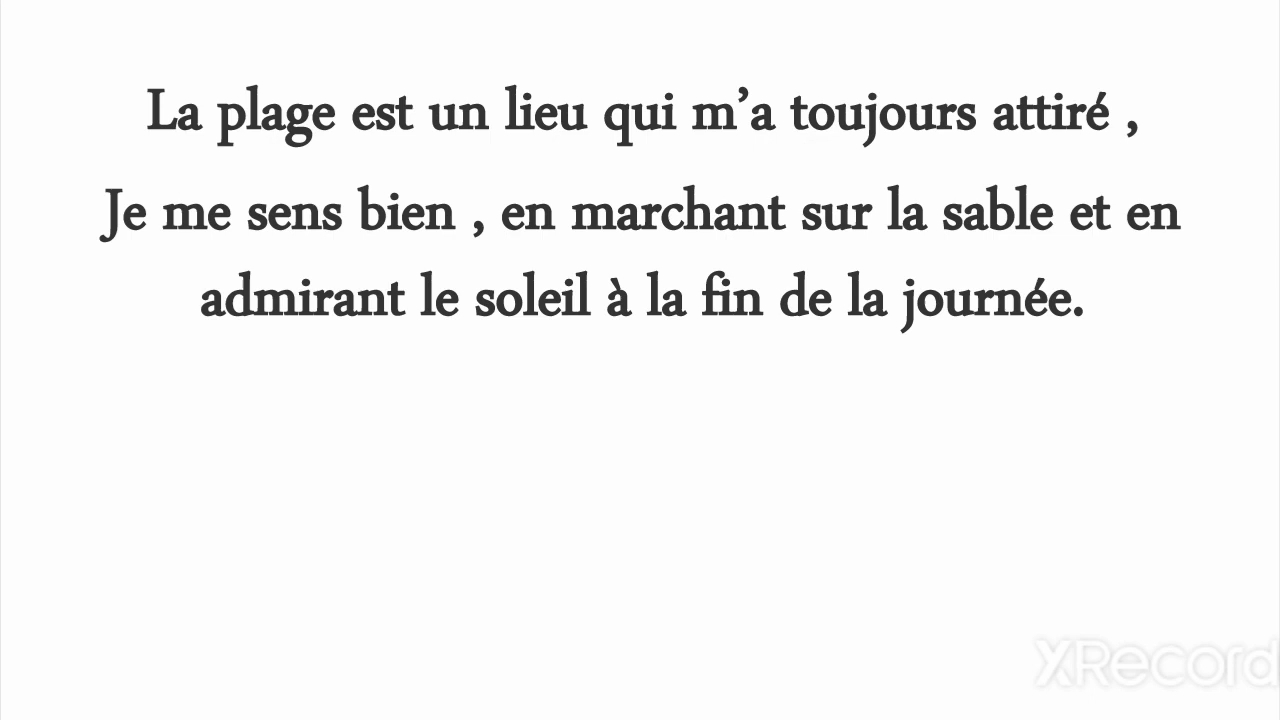 La plage est un lieu qui m’a toujours attiré ,
Je me sens bien , en marchant sur la sable et en
admirant le soleil à la fin de la journée.
XRecord